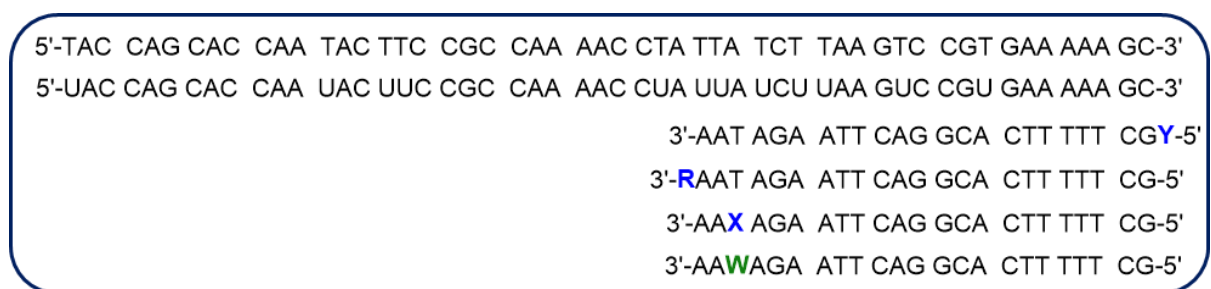 5'-TAC CAG CAC CAA TAC TTC CGC CAA AAC CTA TTA TCT TAA GTC CGT GAA AAA GC-3'
5'-UAC CAG CAC CAA UAC UUC CGC CAA AAC CUA UUA UCU UAA GUC CGU GAA AAA GC-3'
3'-AAT AGA ATT CAG GCA CTT TTT CGY-5'
3'-RAAT AGA ATT CAG GCA CTT TTT CG-5'
3'-AAX AGA ATT CAG GCA CTT TTT CG-5'
3'-AAWAGA ATT CAG GCA CTT TTT CG-5'